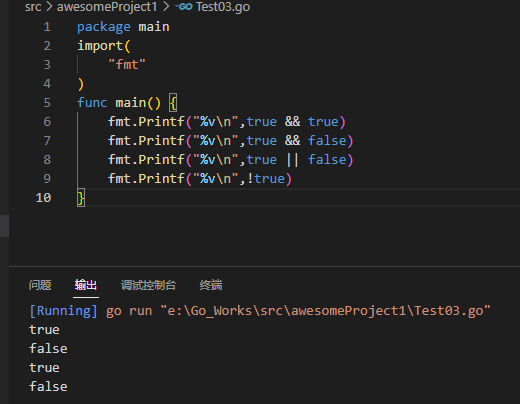 src > awesomeProject1 > GO Test03.go
1 package main
2 import(
3     "fmt"
4 )
5 func main() {
6     fmt.Printf("%v\n",true && true)
7     fmt.Printf("%v\n",true && false)
8     fmt.Printf("%v\n",true || false)
9     fmt.Printf("%v\n",!true)
10 }
问题 输出 调试控制台 终端
[Running] go run "e:\Go_Works\src\awesomeProject1\Test03.go"
true
false
true
false